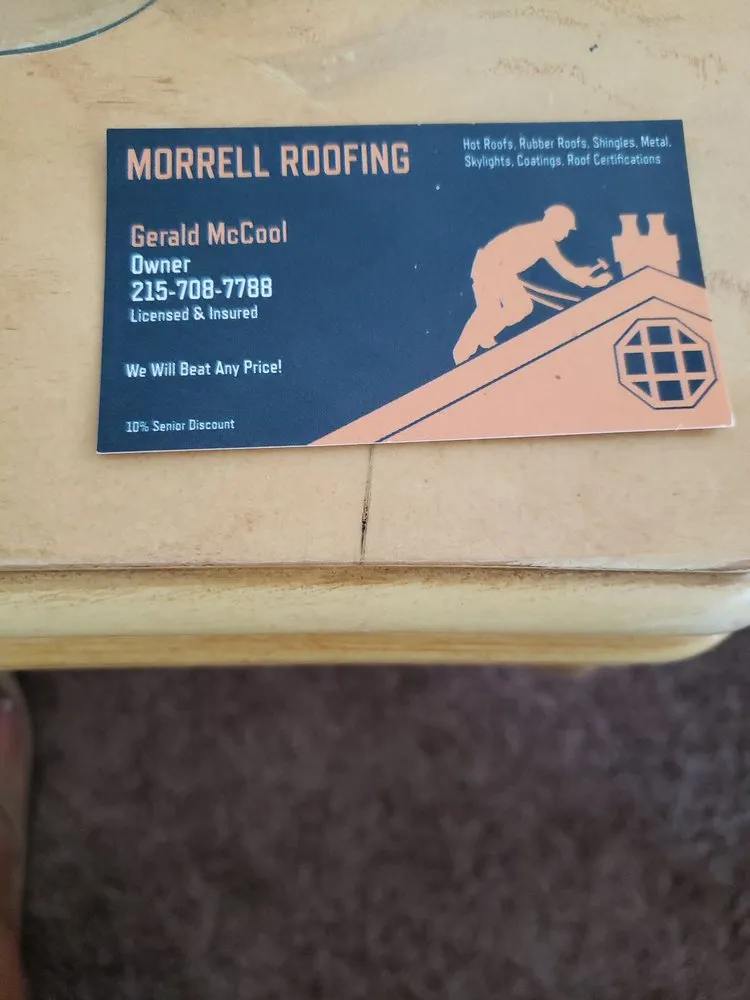 MORRELL ROOFING
Hot Roofs, Rubber Roofs, Shingles, Metal,
Skylights, Coatings, Roof Certifications
Gerald McCool
Owner
215-708-7788
Licensed & Insured
We Will Beat Any Price!
10% Senior Discount